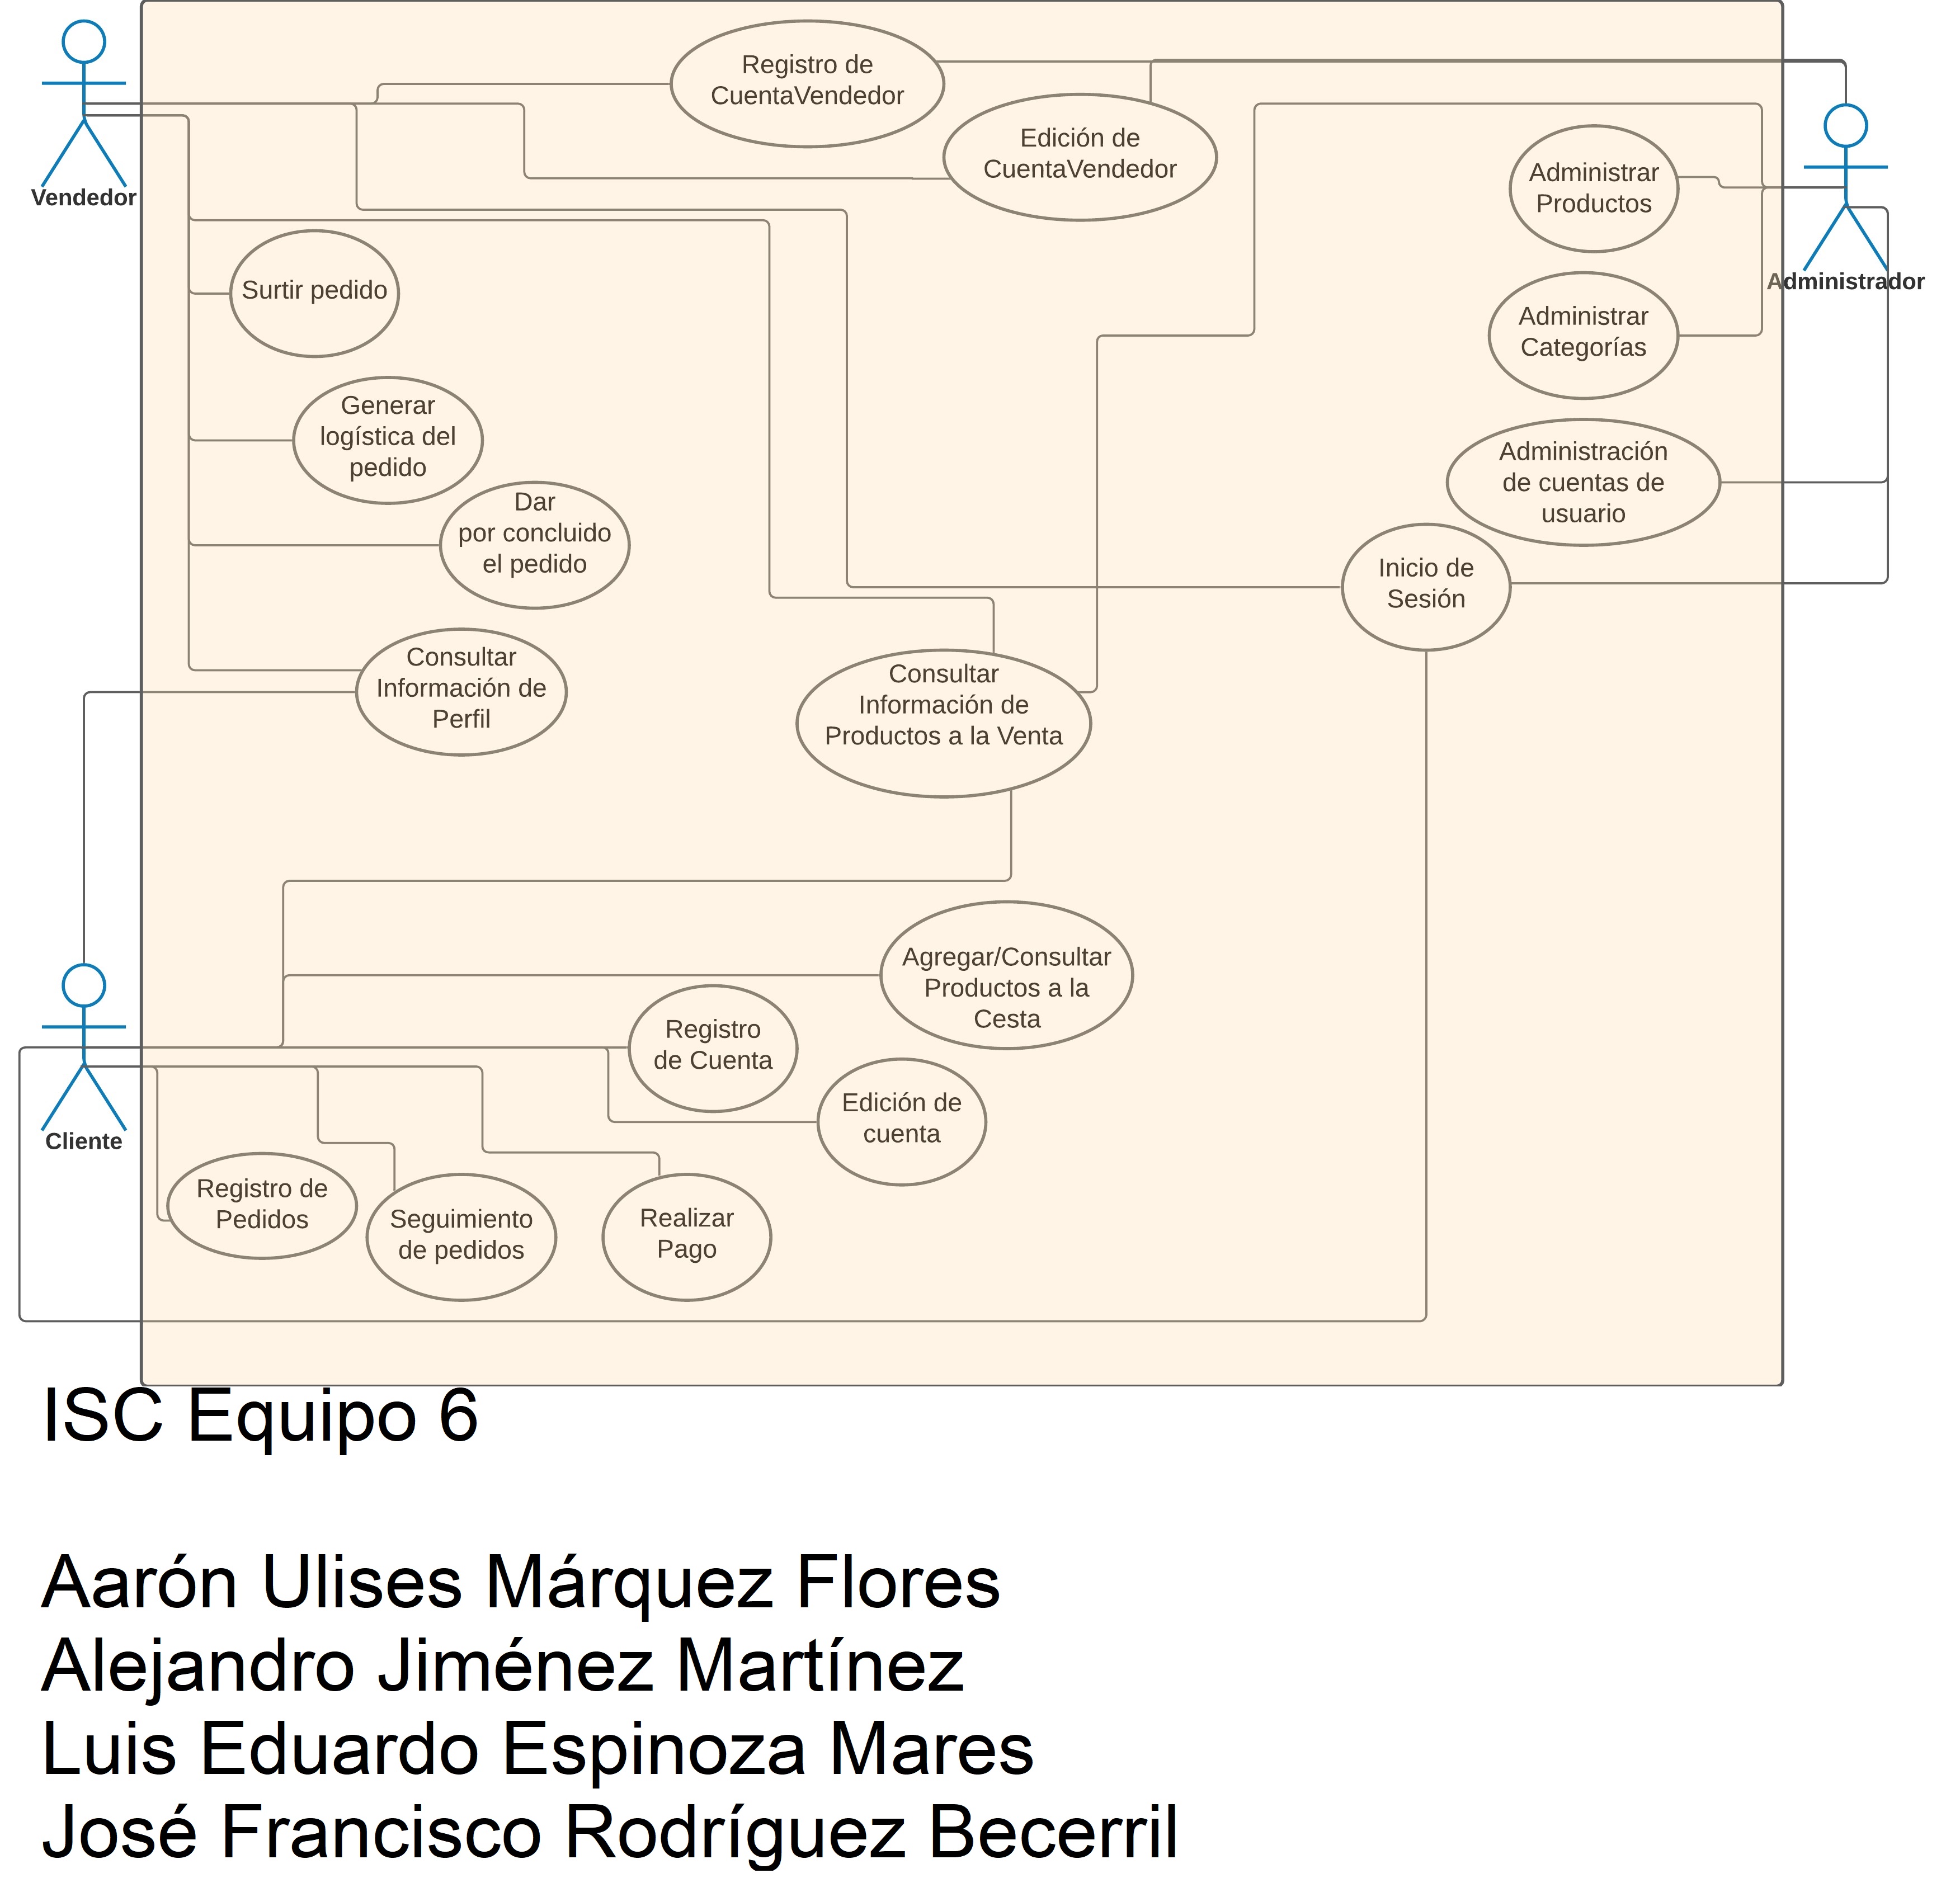 Registro de
CuentaVendedor
Edición de
CuentaVendedor
Vendedor
Administrar
Productos
Administrador
Surtir pedido
Administrar
Categorías
Generar
logística del
pedido
Administración
de cuentas de
usuario
Dar
por concluido
el pedido
Inicio de
Sesión
Consultar
Información de
Perfil
Consultar
Información de
Productos a la Venta
Agregar/Consultar
Productos a la
Cesta
Registro
de Cuenta
Edición de
cuenta
Cliente
Registro de
Pedidos
Seguimiento
de pedidos
Realizar
Pago
ISC Equipo 6
Aarón Ulises Márquez Flores
Alejandro Jiménez Martínez
Luis Eduardo Espinoza Mares
José Francisco Rodríguez Becerril